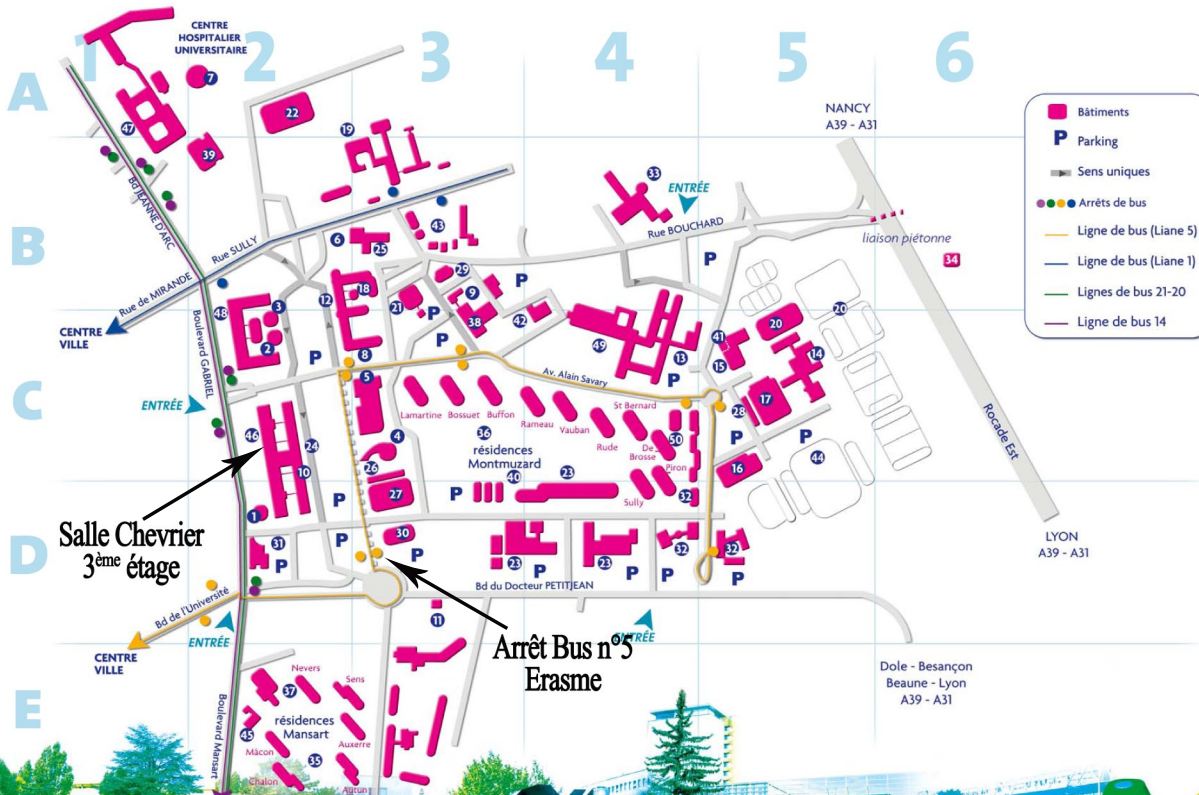 1 2 3 4 5 6
A
B
C
D
E
CENTRE
HOSPITALIER
UNIVERSITAIRE
7
22
47
39
19
33
ENTRÉE
NANCY
A39 - A31
Bâtiments
P Parking
Sens uniques
Arrêts de bus
Ligne de bus (Liane 5)
Ligne de bus (Liane 1)
Lignes de bus 21-20
Ligne de bus 14
Bd JEANNE D'ARC
Rue SULLY
Rue de MIRANDE
Rue BOUCHARD
liaison piétonne
34
6
25
43
29
P
P
CENTRE
VILLE
48
3
2
12
18
21
9
38
42
P
P
P
8
49
13
P
41
15
20
20
14
Boulevard GABRIEL
Av. Alain Savary
ENTRÉE
5
Lamartine
Bossuet
Buffon
Rameau
Vauban
St Bernard
Rude
De
Brosse
Piron
Sully
50
28
17
P
P
16
44
Rocade Est
46
24
10
4
26
27
36
résidences
Montmuzard
40
23
32
P
P
Salle Chevrier
3ème étage
1
31
P
P
30
P
23
P
23
P
P
32
32
P
Bd du Docteur PETITJEAN
LYON
A39 - A31
Bd de l'Université
ENTRÉE
CENTRE
VILLE
11
Arrêt Bus n°5
Erasme
ENTRÉE
Dole - Besançon
Beaune - Lyon
A39 - A31
Boulevard Mansart
Nevers
37
Sens
résidences
Mansart
45
Mâcon
Auxerre
35
Chalon
Autun